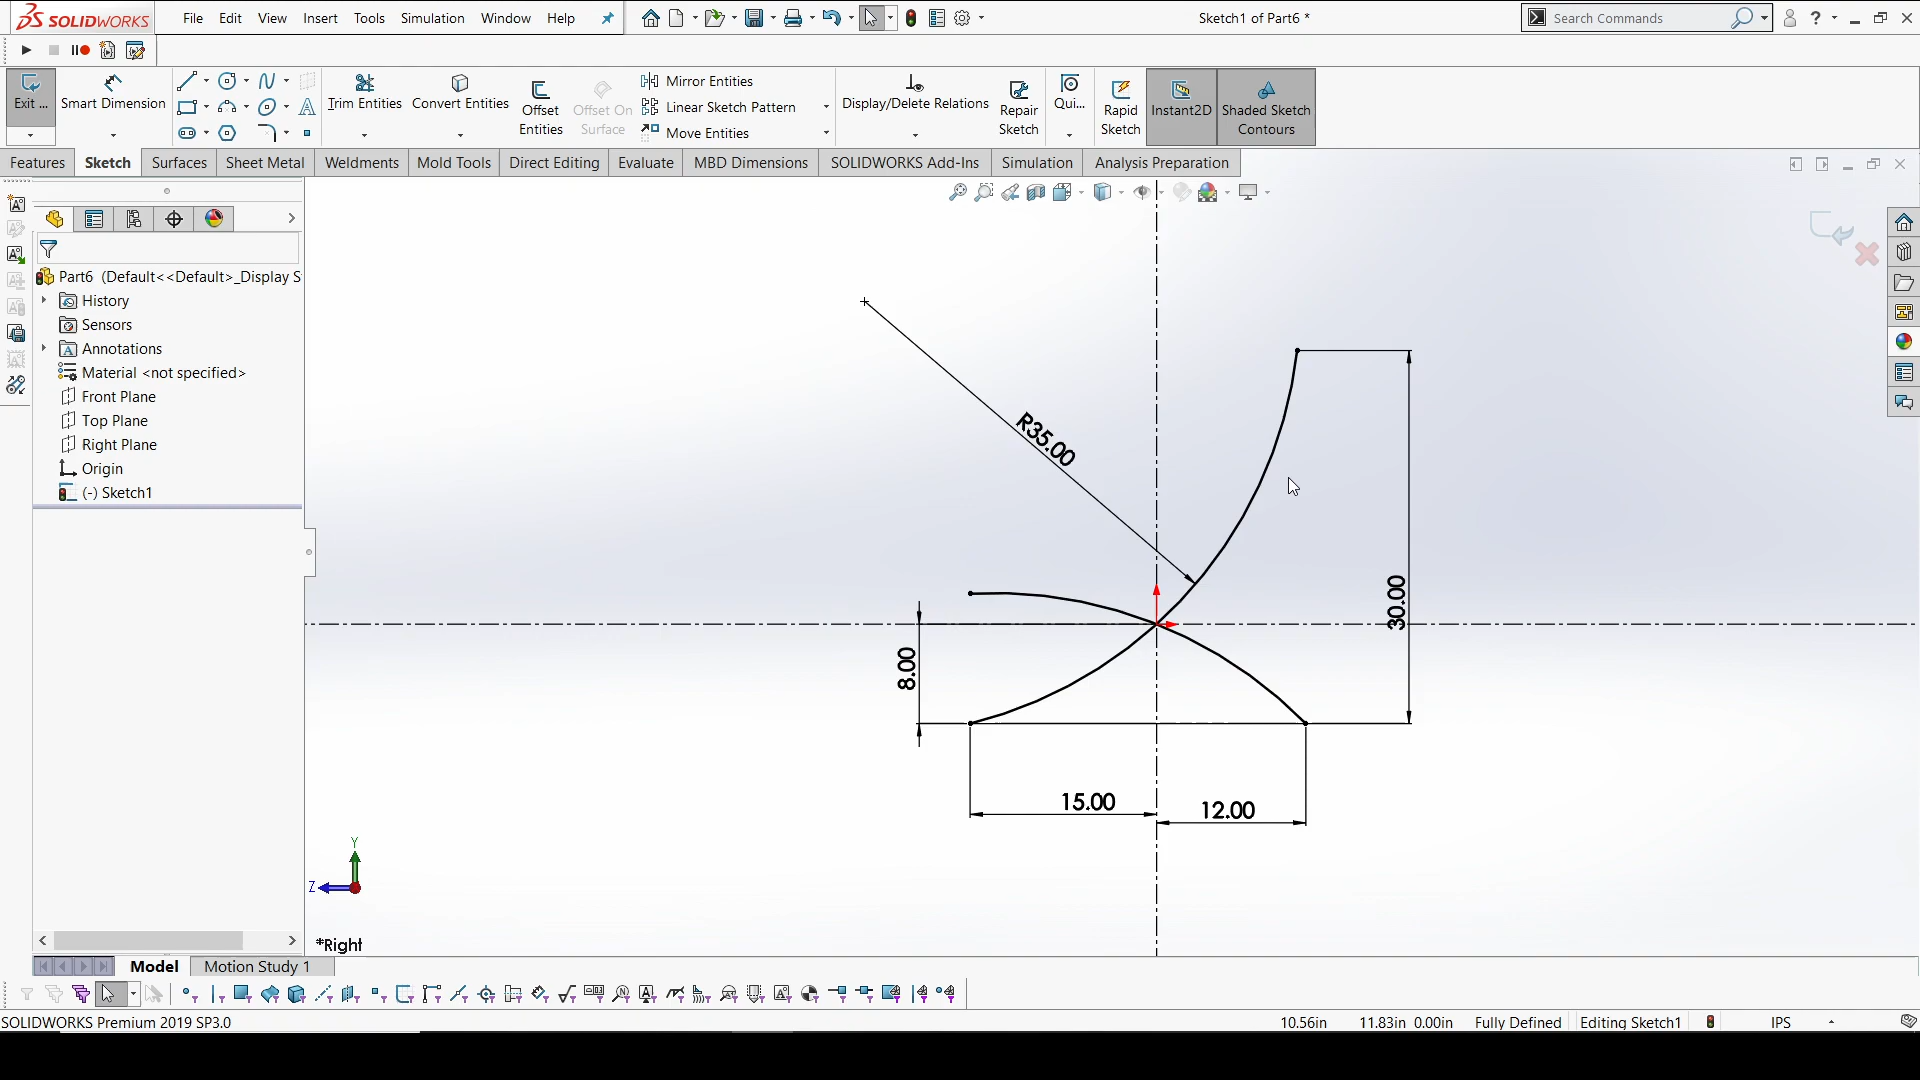 SOLIDWORKS File Edit View Insert Tools Simulation Window Help Sketch1 of Part6 * Search Commands ?
Exit ... Smart Dimension Trim Entities Convert Entities Offset Entities Offset On Surface Mirror Entities Linear Sketch Pattern Move Entities Display/Delete Relations Repair Sketch Qui... Rapid Sketch Instant2D Shaded Sketch Contours
Features Sketch Surfaces Sheet Metal Weldments Mold Tools Direct Editing Evaluate MBD Dimensions SOLIDWORKS Add-Ins Simulation Analysis Preparation
Part6 (Default<<Default>_Display S
History
Sensors
Annotations
Material <not specified>
Front Plane
Top Plane
Right Plane
Origin
(-) Sketch1
R35.00
30.00
8.00
15.00
12.00
Y
Z
*Right
Model Motion Study 1
SOLIDWORKS Premium 2019 SP3.0 10.56in 11.83in 0.00in Fully Defined Editing Sketch1 IPS